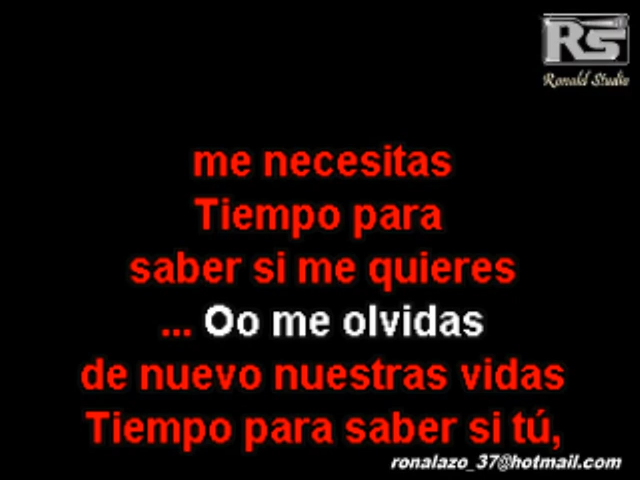 RS
Ronald Studio
me necesitas
Tiempo para
saber si me quieres
... Oo me olvidas
de nuevo nuestras vidas
Tiempo para saber si tú,
ronalazo_37@hotmail.com